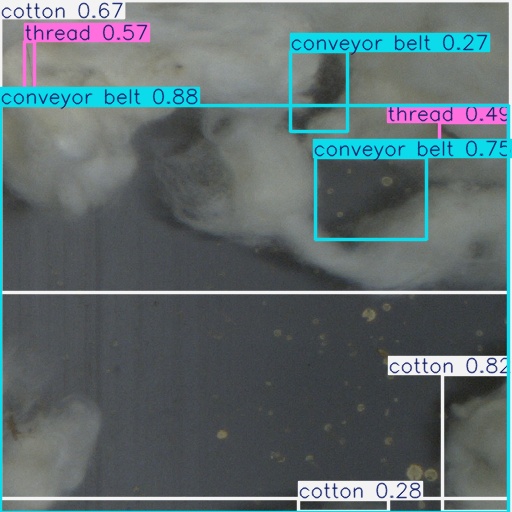 cotton 0.67
thread 0.57
conveyor belt 0.27
conveyor belt 0.88
thread 0.49
conveyor belt 0.75
cotton 0.82
cotton 0.28